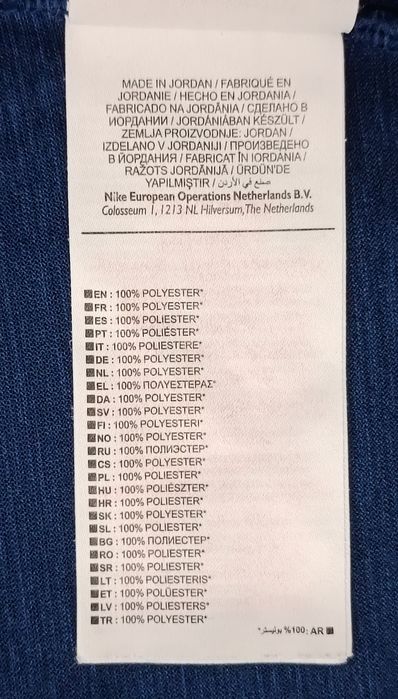 MADE IN JORDAN / FABRIQUÉ EN
JORDANIE / HECHO EN JORDANIA /
FABRICADO NA JORDÂNIA / СДЕЛАНО В
ИОРДАНИИ / JORDÁNIÁBAN KÉSZÜLT /
ZEMLJA PROIZVODNJE: JORDAN /
IZDELANO V JORDANIJI / ПРОИЗВЕДЕНО
В ЙОРДАНИЯ / FABRICAT ÎN IORDANIA /
RAŽOTS JORDĀNIJĀ / ÜRDÜN'DE
YAPILMIŞTIR / صنع في الأردن
Nike European Operations Netherlands B.V.
Colosseum 1, 1213 NL Hilversum, The Netherlands
EN : 100% POLYESTER*
FR : 100% POLYESTER*
ES : 100% POLIESTER*
PT : 100% POLIÉSTER*
IT : 100% POLIESTERE*
DE : 100% POLYESTER*
NL : 100% POLYESTER*
EL : 100% ΠΟΛΥΕΣΤΕΡΑΣ*
DA : 100% POLYESTER*
SV : 100% POLYESTER*
FI : 100% POLYESTERI*
NO : 100% POLYESTER*
RU : 100% ПОЛИЭСТЕР*
CS : 100% POLYESTER*
PL : 100% POLIESTER*
HU : 100% POLIÉSZTER*
HR : 100% POLIESTER*
SK : 100% POLYESTER*
SL : 100% POLIESTER*
BG : 100% ПОЛИЕСТЕР*
RO : 100% POLIESTER*
SR : 100% POLIESTER*
LT : 100% POLIESTERIS*
ET : 100% POLÜESTER*
LV : 100% POLIESTERS*
TR : 100% POLYESTER*
AR : 100% بوليستر*